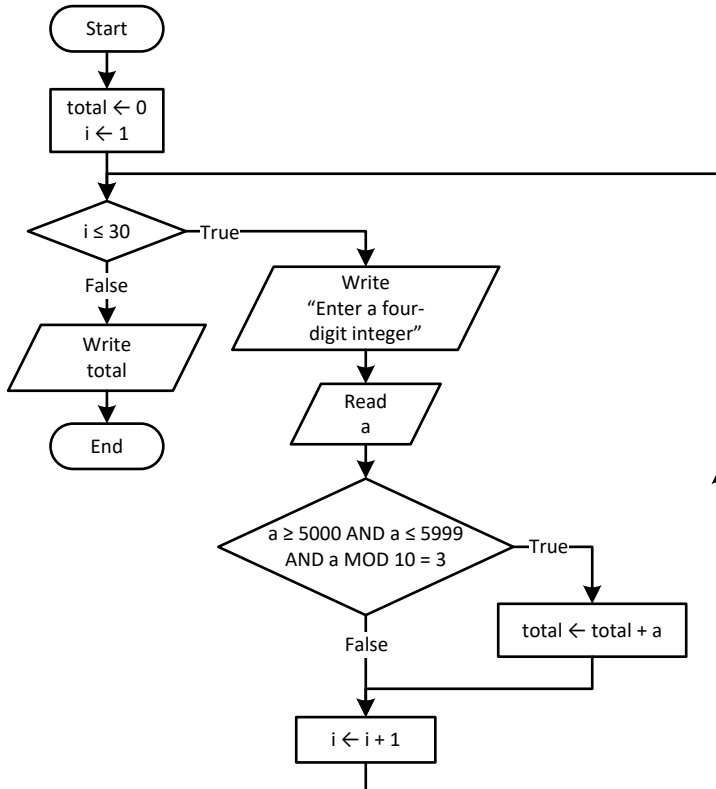 Start
total ← 0
i ← 1
i ≤ 30
True
False
Write
“Enter a four-
digit integer”
Write
total
Read
a
End
a ≥ 5000 AND a ≤ 5999
AND a MOD 10 = 3
True
total ← total + a
False
i ← i + 1